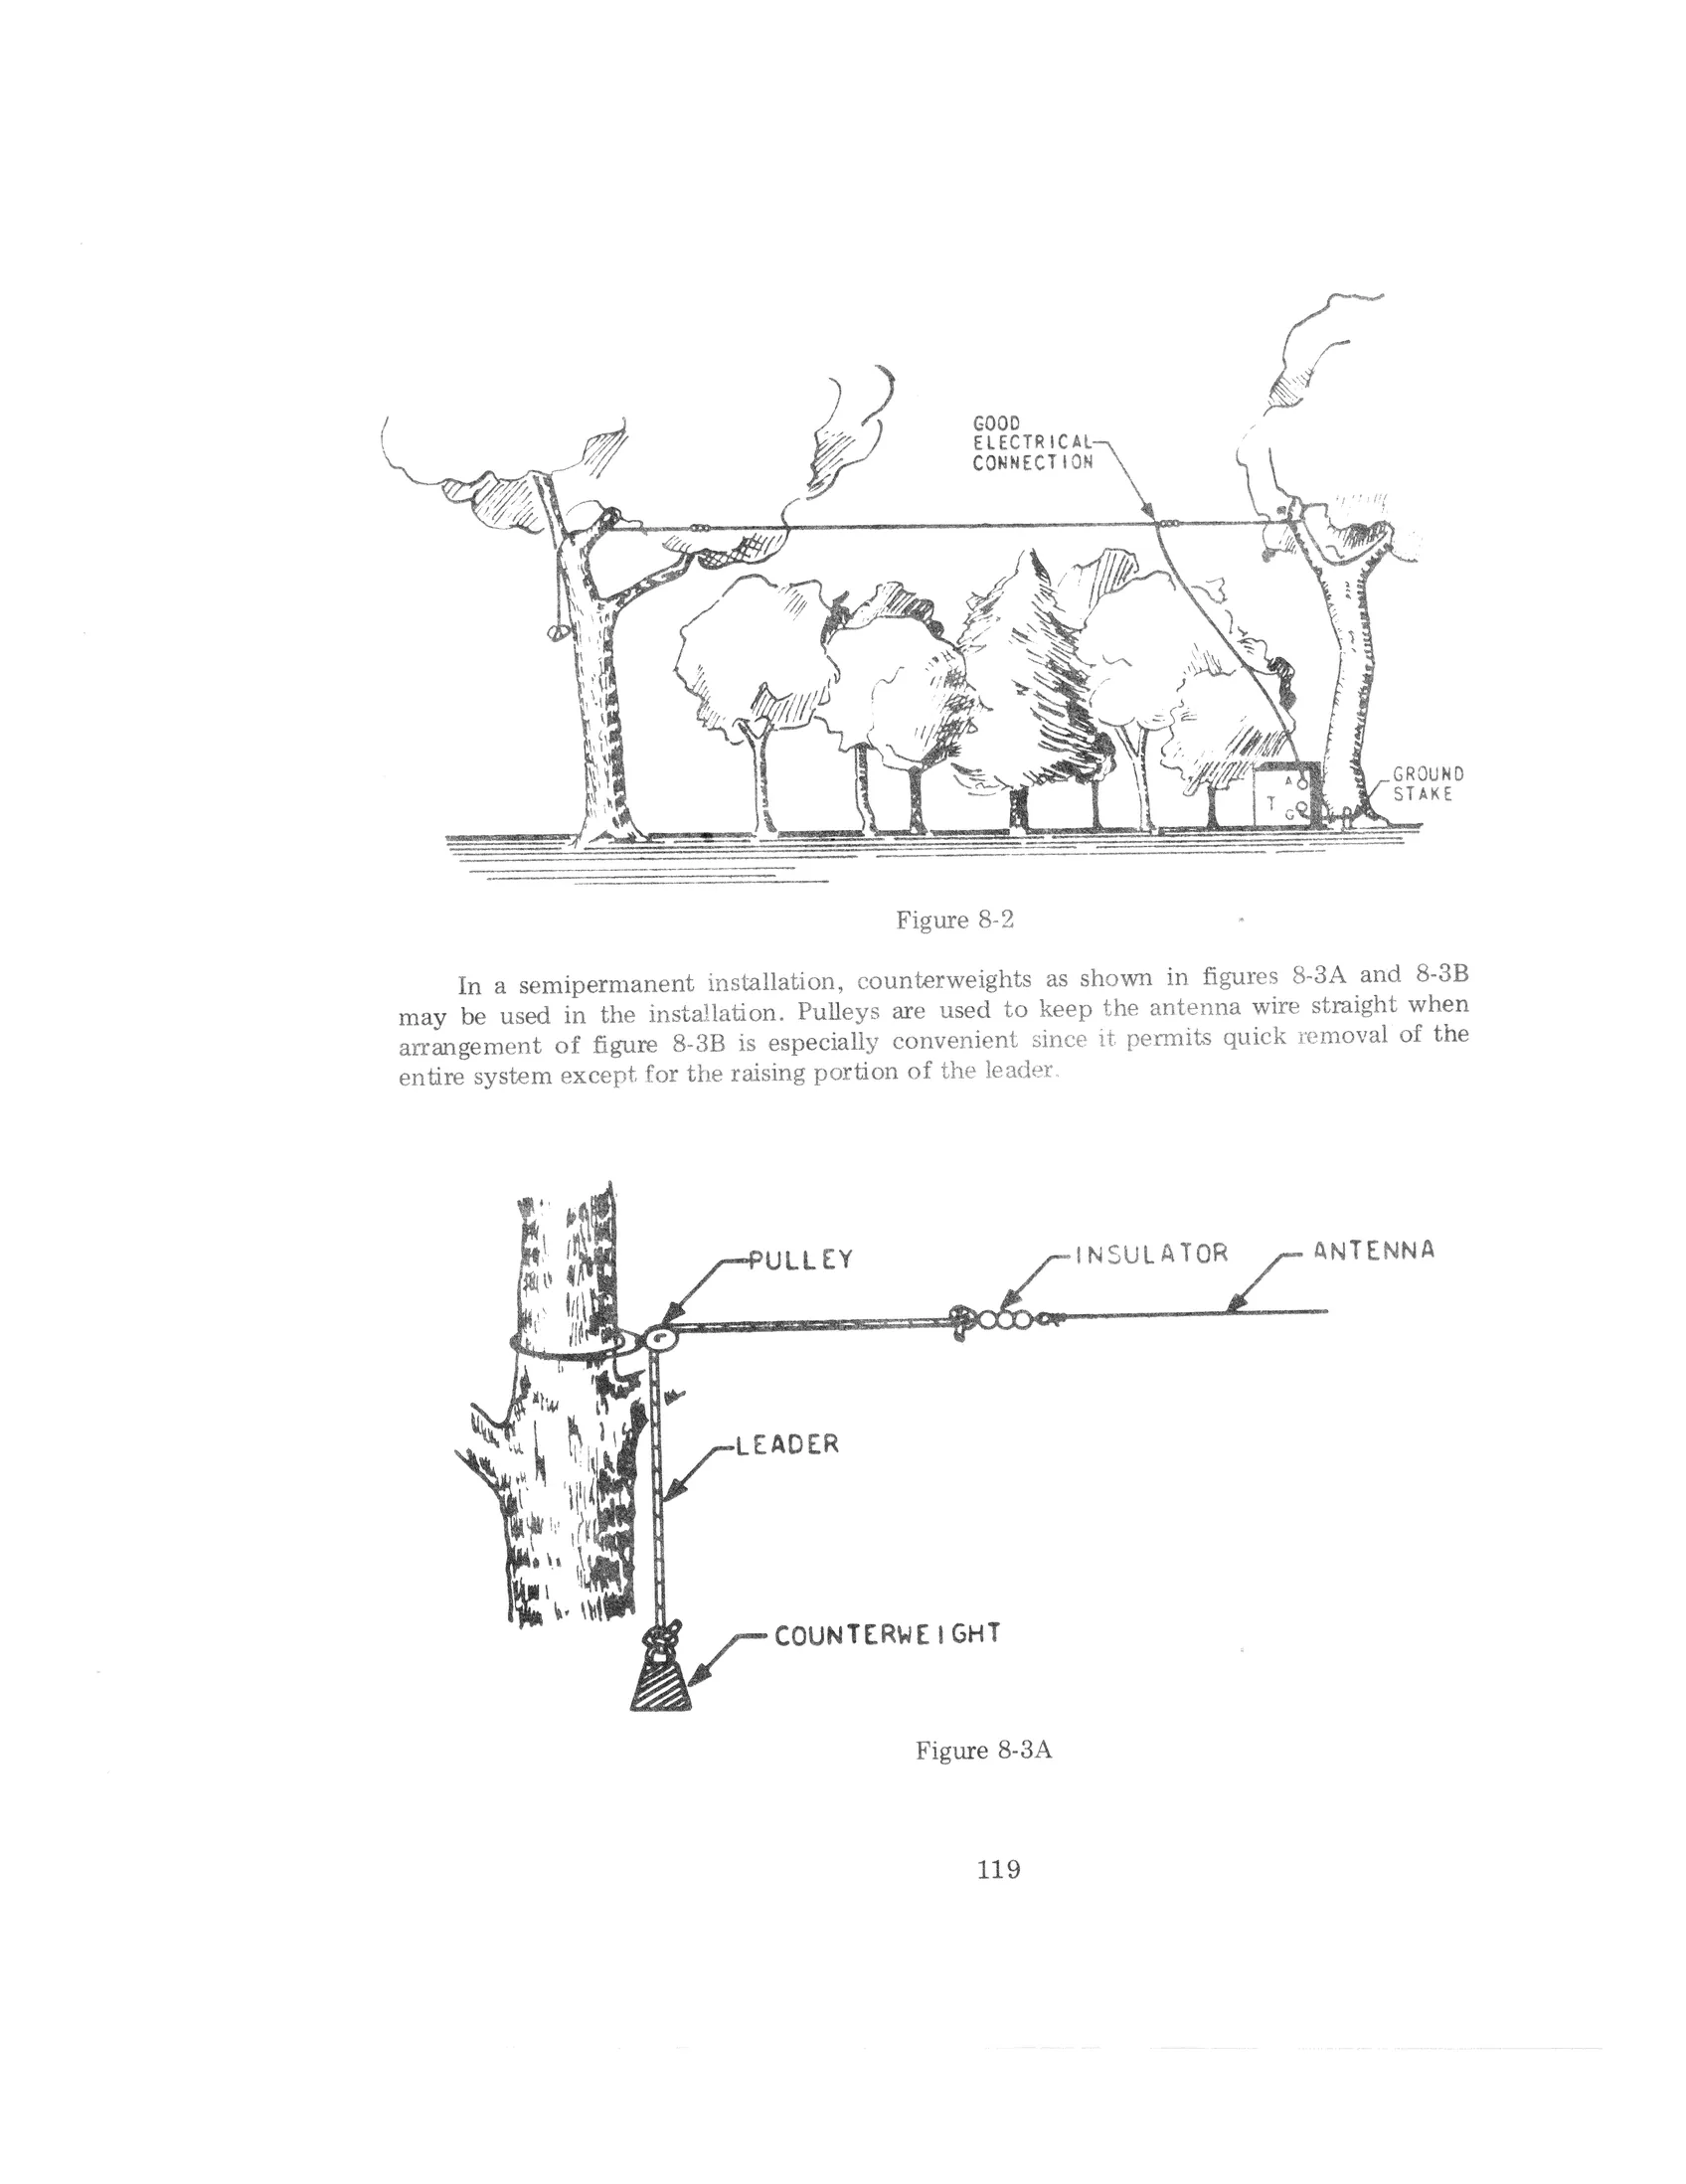 GOOD
ELECTRICAL
CONNECTION
A
T
G
GROUND
STAKE
Figure 8-2
In a semipermanent installation, counterweights as shown in figures 8-3A and 8-3B
may be used in the installation. Pulleys are used to keep the antenna wire straight when
arrangement of figure 8-3B is especially convenient since it permits quick removal of the
entire system except for the raising portion of the leader.
PULLEY
INSULATOR
ANTENNA
LEADER
COUNTERWEIGHT
Figure 8-3A
119